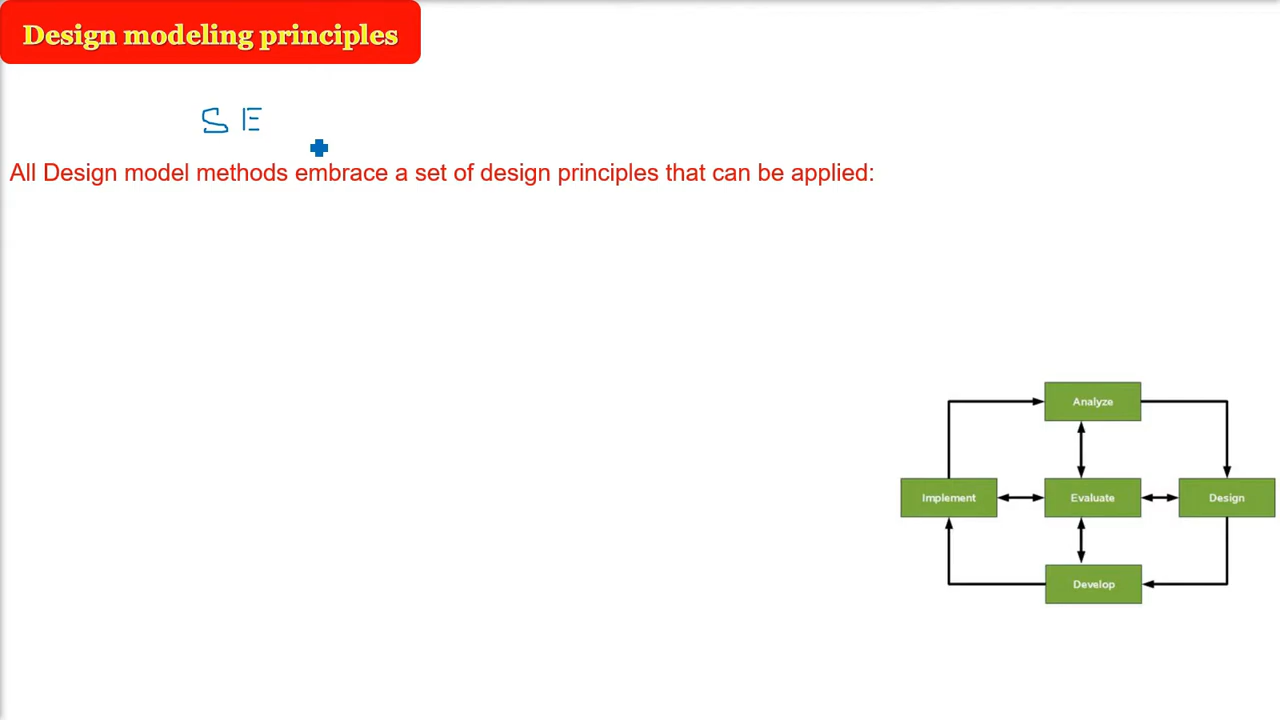 Design modeling principles
S E
All Design model methods embrace a set of design principles that can be applied:
Analyze
Implement
Evaluate
Design
Develop